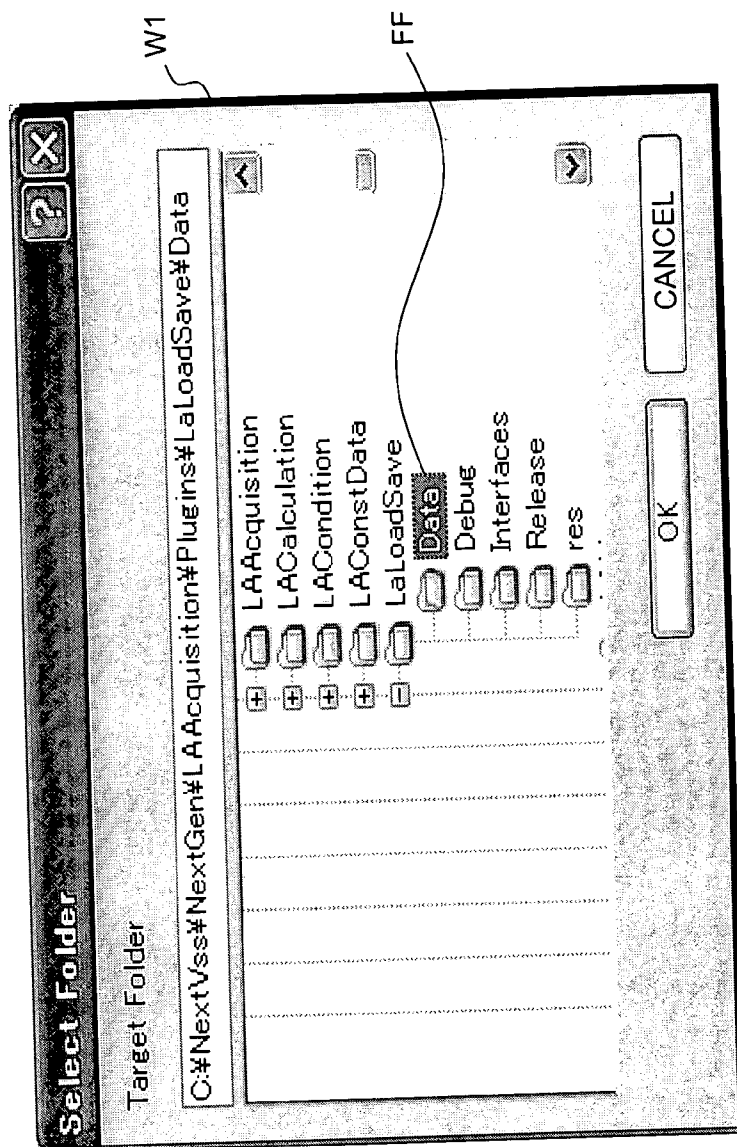 Select Folder
?
W1
Target Folder
C:¥NextVss¥NextGen¥LAAcquisition¥Plugins¥LaLoadSave¥Data
LAAcquisition
LACalculation
LACondition
LAConstData
LaLoadSave
Data
FF
Debug
Interfaces
Release
res
OK
CANCEL